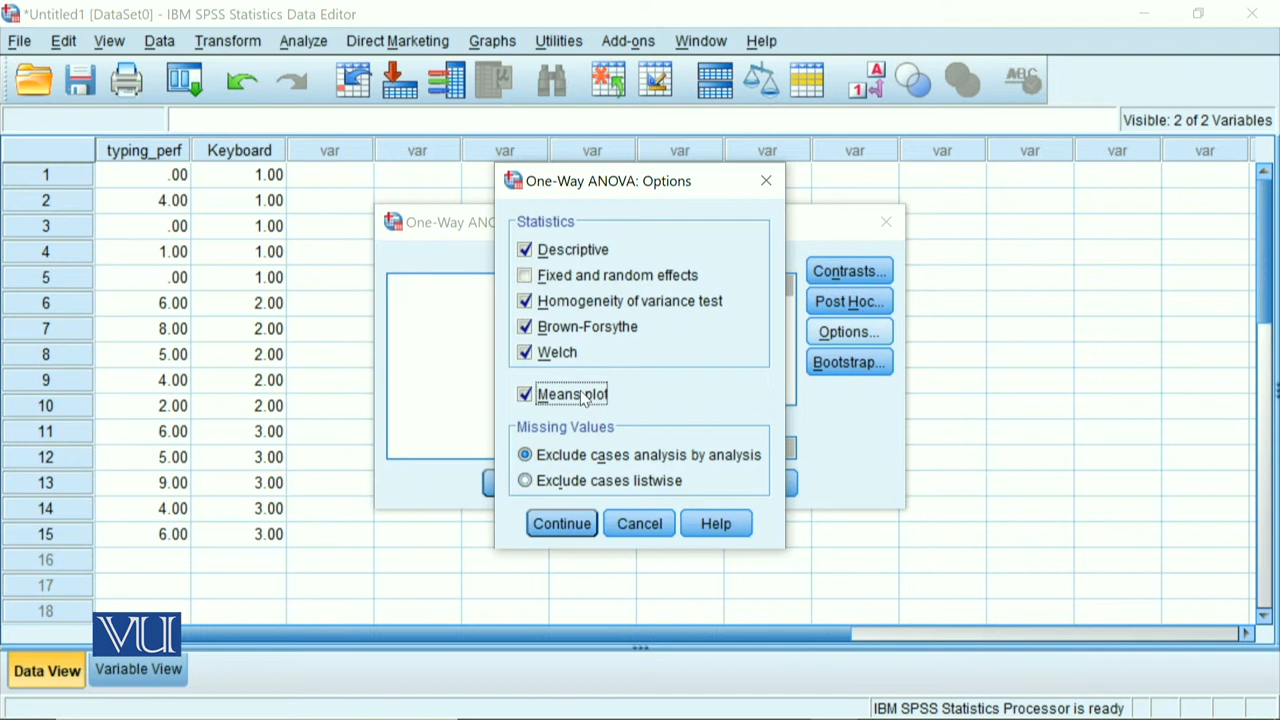 *Untitled1 [DataSet0] - IBM SPSS Statistics Data Editor
File Edit View Data Transform Analyze Direct Marketing Graphs Utilities Add-ons Window Help
Visible: 2 of 2 Variables
typing_perf Keyboard var var var var var var var var var var var
1 .00 1.00
2 4.00 1.00
3 .00 1.00
4 1.00 1.00
5 .00 1.00
6 6.00 2.00
7 8.00 2.00
8 5.00 2.00
9 4.00 2.00
10 2.00 2.00
11 6.00 3.00
12 5.00 3.00
13 9.00 3.00
14 4.00 3.00
15 6.00 3.00
16
17
18
One-Way ANO
Contrasts...
Post Hoc...
Options...
Bootstrap...
One-Way ANOVA: Options
Statistics
Descriptive
Fixed and random effects
Homogeneity of variance test
Brown-Forsythe
Welch
Means plot
Missing Values
Exclude cases analysis by analysis
Exclude cases listwise
Continue Cancel Help
VU
Data View Variable View
IBM SPSS Statistics Processor is ready